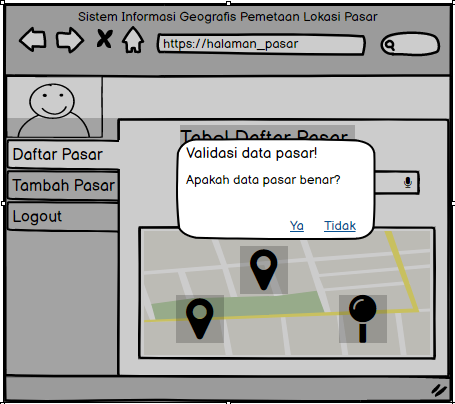 Sistem Informasi Geografis Pemetaan Lokasi Pasar
https://halaman_pasar
Daftar Pasar
Tambah Pasar
Logout
Tabel Daftar Pasar
Validasi data pasar!
Apakah data pasar benar?
Ya Tidak